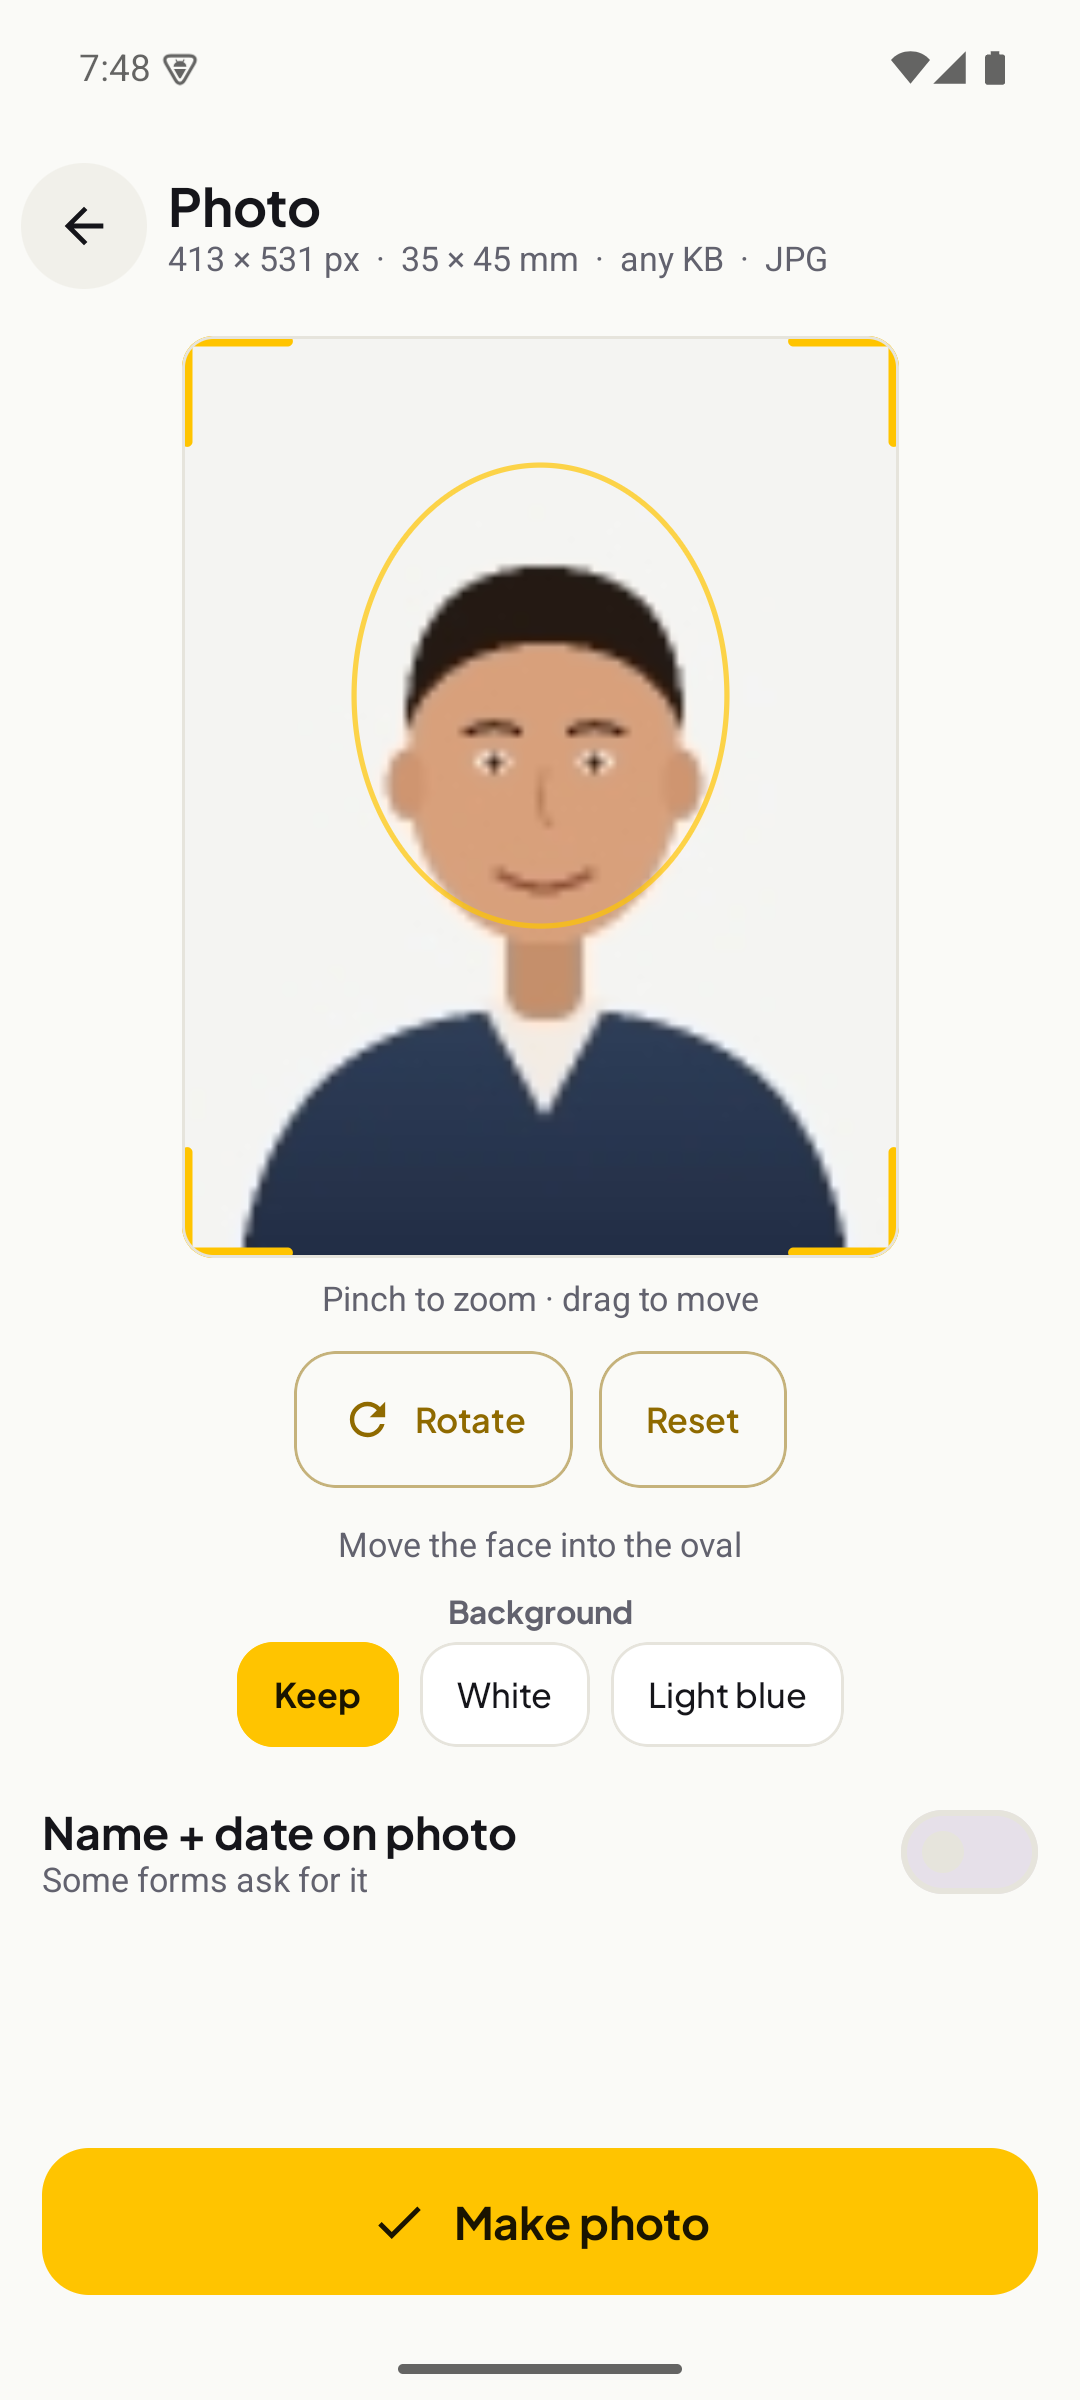 7:48
Photo
413 × 531 px · 35 × 45 mm · any KB · JPG
Pinch to zoom · drag to move
Rotate
Reset
Move the face into the oval
Background
Keep
White
Light blue
Name + date on photo
Some forms ask for it
Make photo